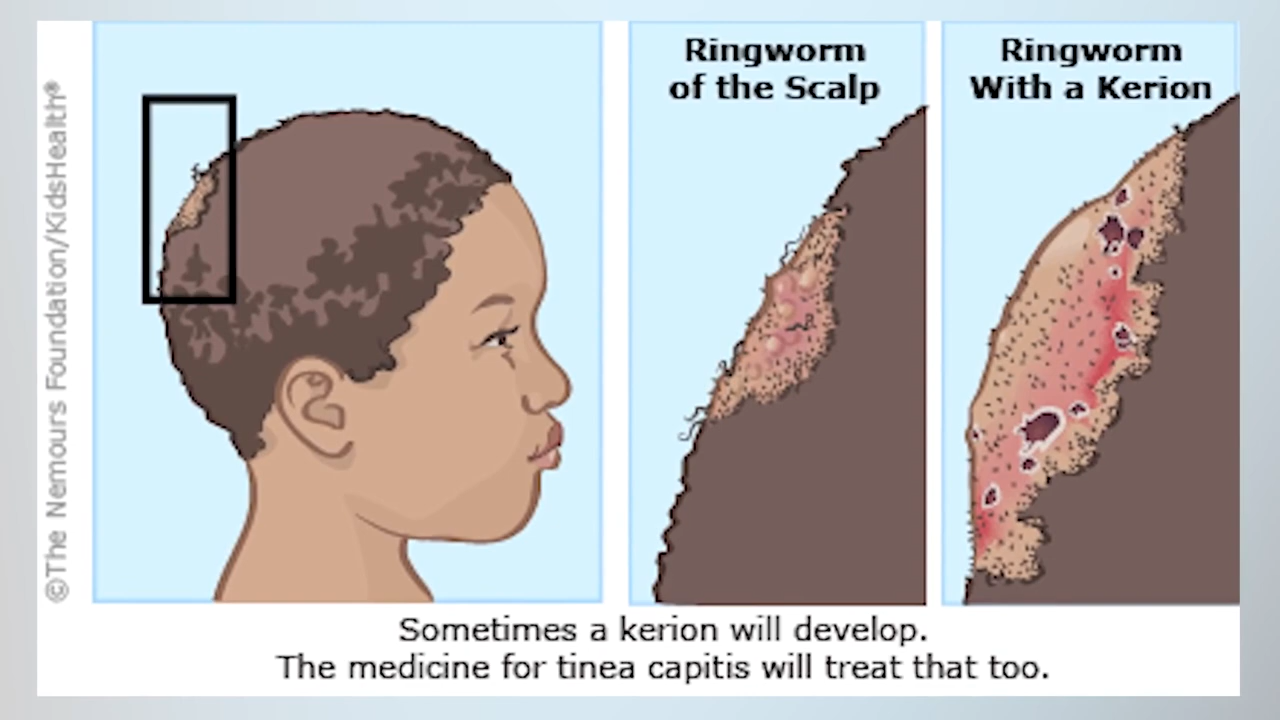 ©The Nemours Foundation/KidsHealth®
Ringworm
of the Scalp
Ringworm
With a Kerion
Sometimes a kerion will develop.
The medicine for tinea capitis will treat that too.